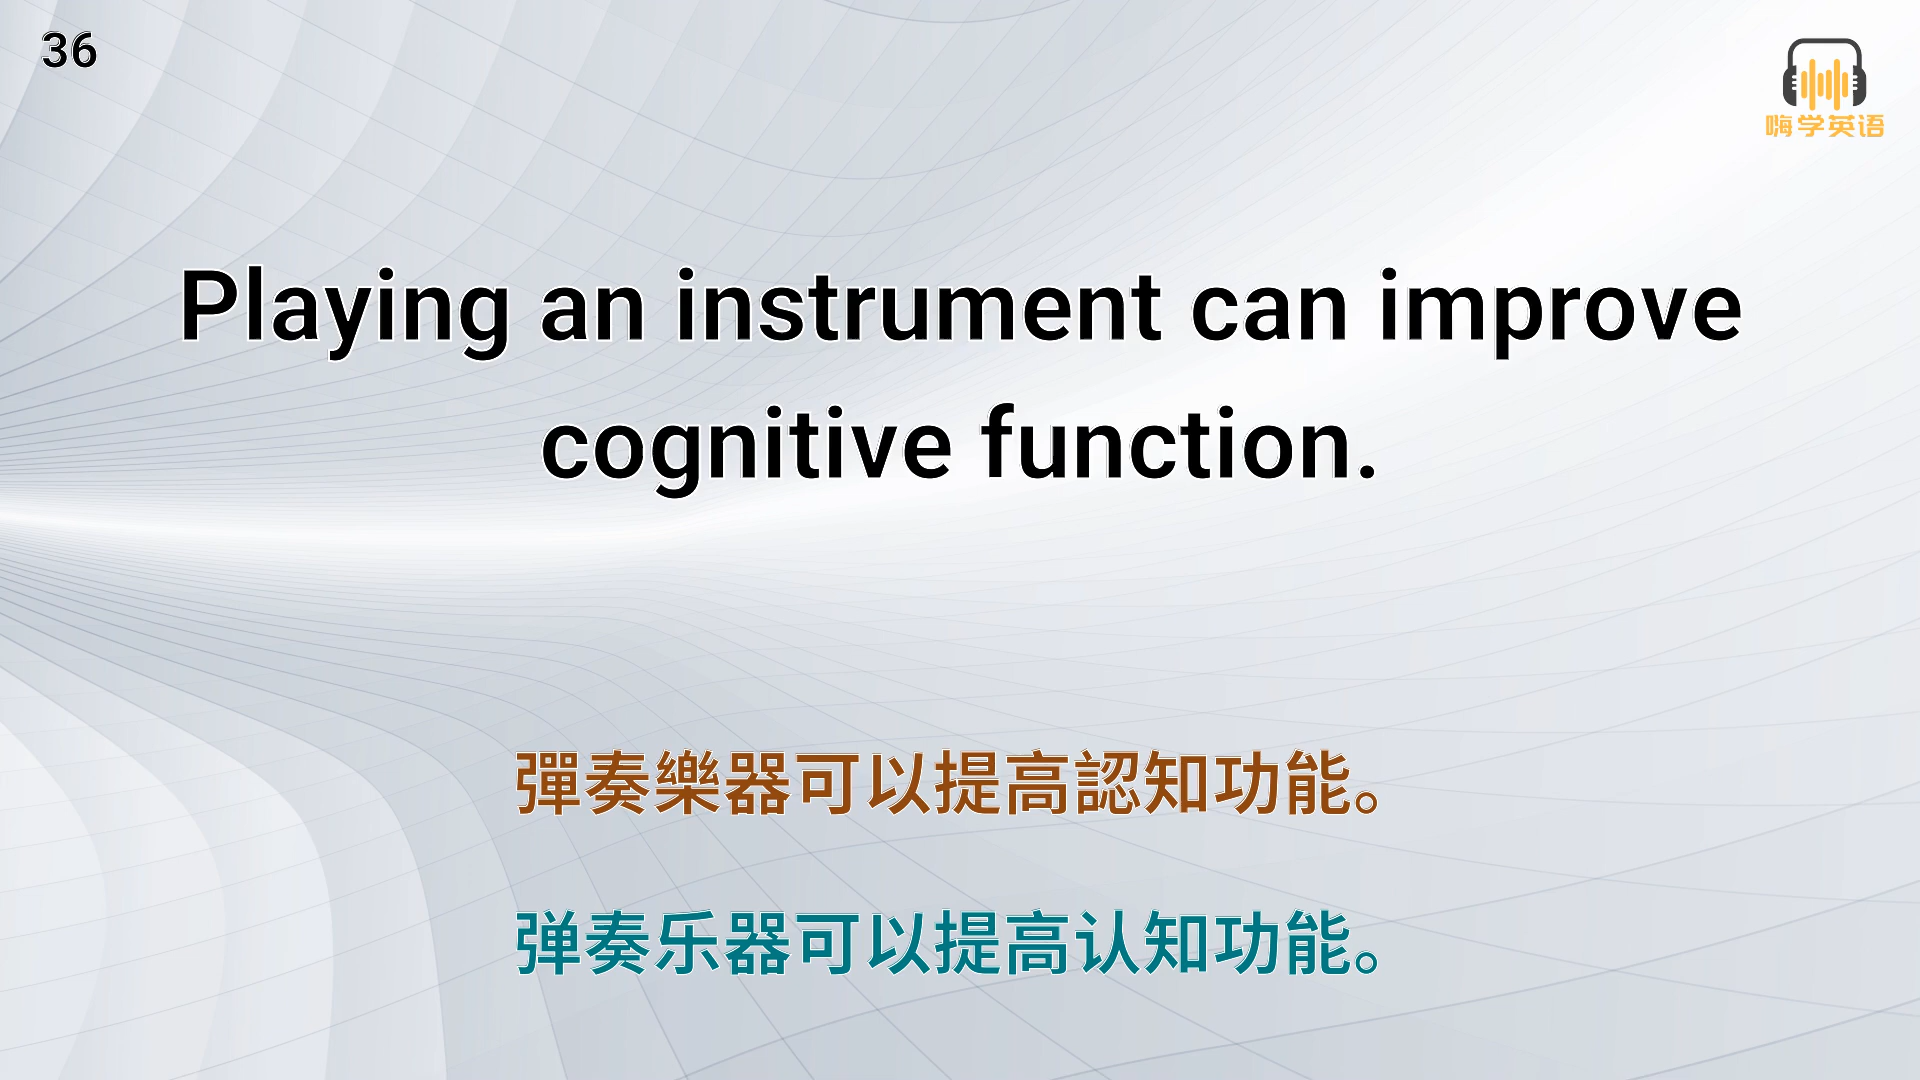 36
嗨学英语
Playing an instrument can improve
cognitive function.
彈奏樂器可以提高認知功能。
弹奏乐器可以提高认知功能。